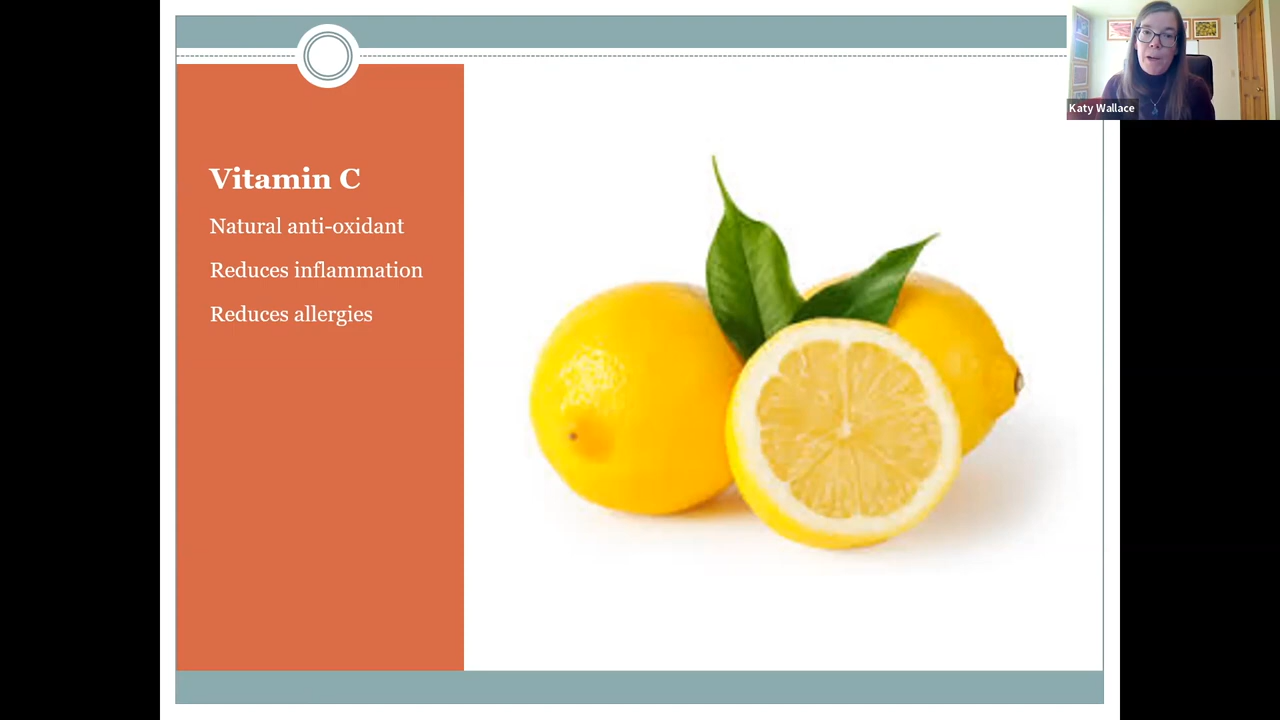 Vitamin C
Natural anti-oxidant
Reduces inflammation
Reduces allergies
Katy Wallace